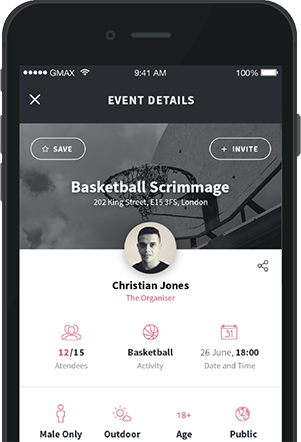 GMAX 9:41 AM 100%
EVENT DETAILS
SAVE + INVITE
Basketball Scrimmage
202 King Street, E15 3FS, London
Christian Jones
The Organiser
31
12/15 Basketball 26 June, 18:00
Atendees Activity Date and Time
18+
Male Only Outdoor Age Public